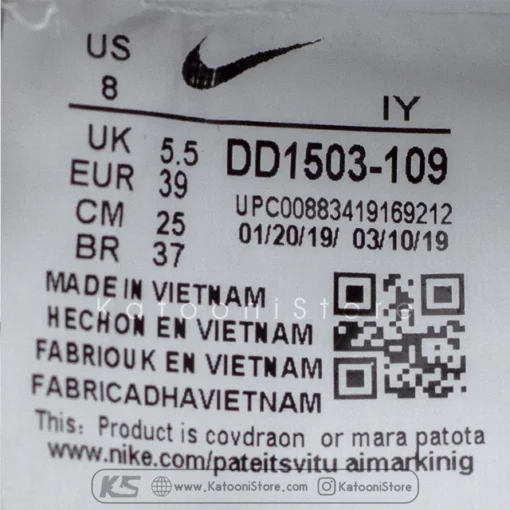 US
8
IY
UK 5.5
EUR 39
CM 25
BR 37
DD1503-109
UPC00883419169212
01/20/19/ 03/10/19
MADE IN VIETNAM
HECHON EN VIETNAM
FABRIOUK EN VIETNAM
FABRICADHAVIETNAM
KatooniStore
This: Product is covdraon or mara patota
www.nike.com/pateitsvitu aimarkinig
KS www.KatooniStore.com KatooniStore